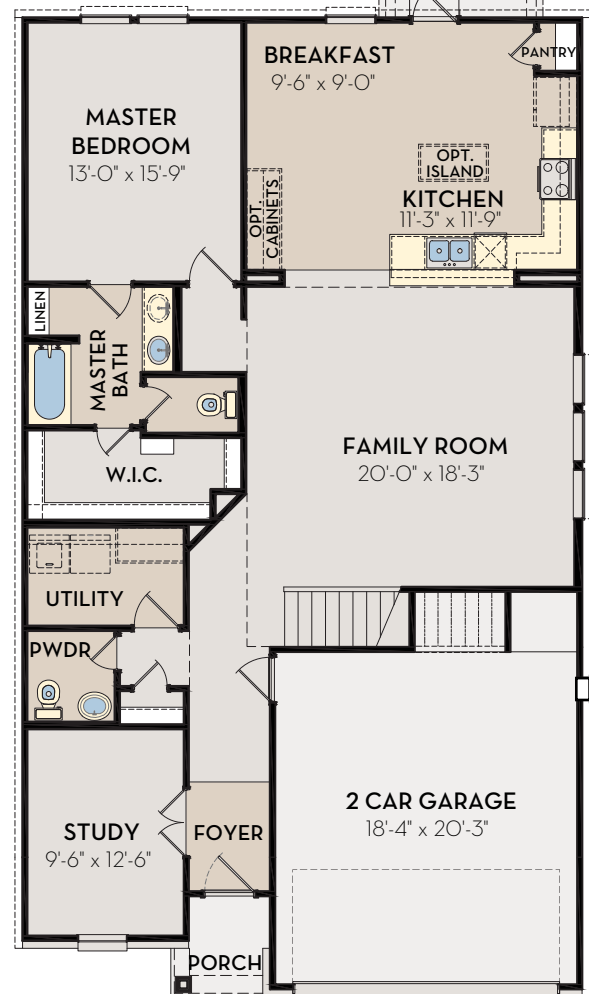 BREAKFAST
9'-6" x 9'-0"
PANTRY
MASTER
BEDROOM
13'-0" x 15'-9"
OPT.
ISLAND
KITCHEN
11'-3" x 11'-9"
OPT.
CABINETS
LINEN
MASTER
BATH
FAMILY ROOM
20'-0" x 18'-3"
W.I.C.
UTILITY
PWDR
2 CAR GARAGE
18'-4" x 20'-3"
STUDY
9'-6" x 12'-6"
FOYER
PORCH